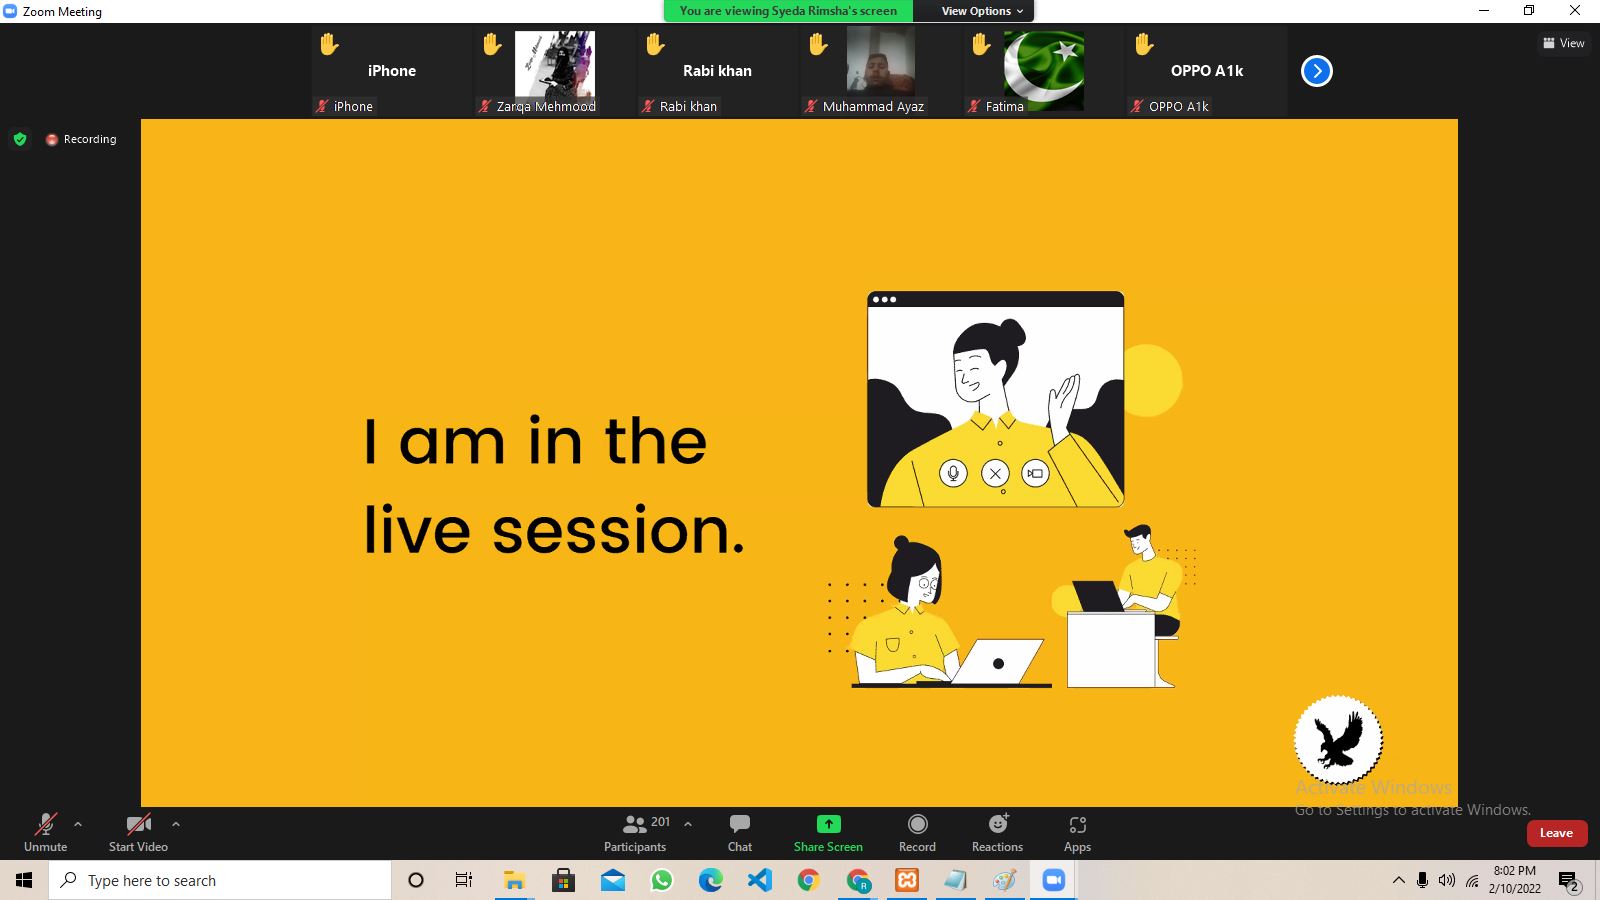 Zoom Meeting
You are viewing Syeda Rimsha's screen
View Options
iPhone
Rabi khan
OPPO A1k
View
iPhone
Zarqa Mehmood
Rabi khan
Muhammad Ayaz
Fatima
OPPO A1k
Recording
I am in the
live session.
Activate Windows
Go to Settings to activate Windows.
Unmute
Start Video
201
Participants
Chat
Share Screen
Record
Reactions
Apps
Leave
Type here to search
R
8:02 PM
2/10/2022
2